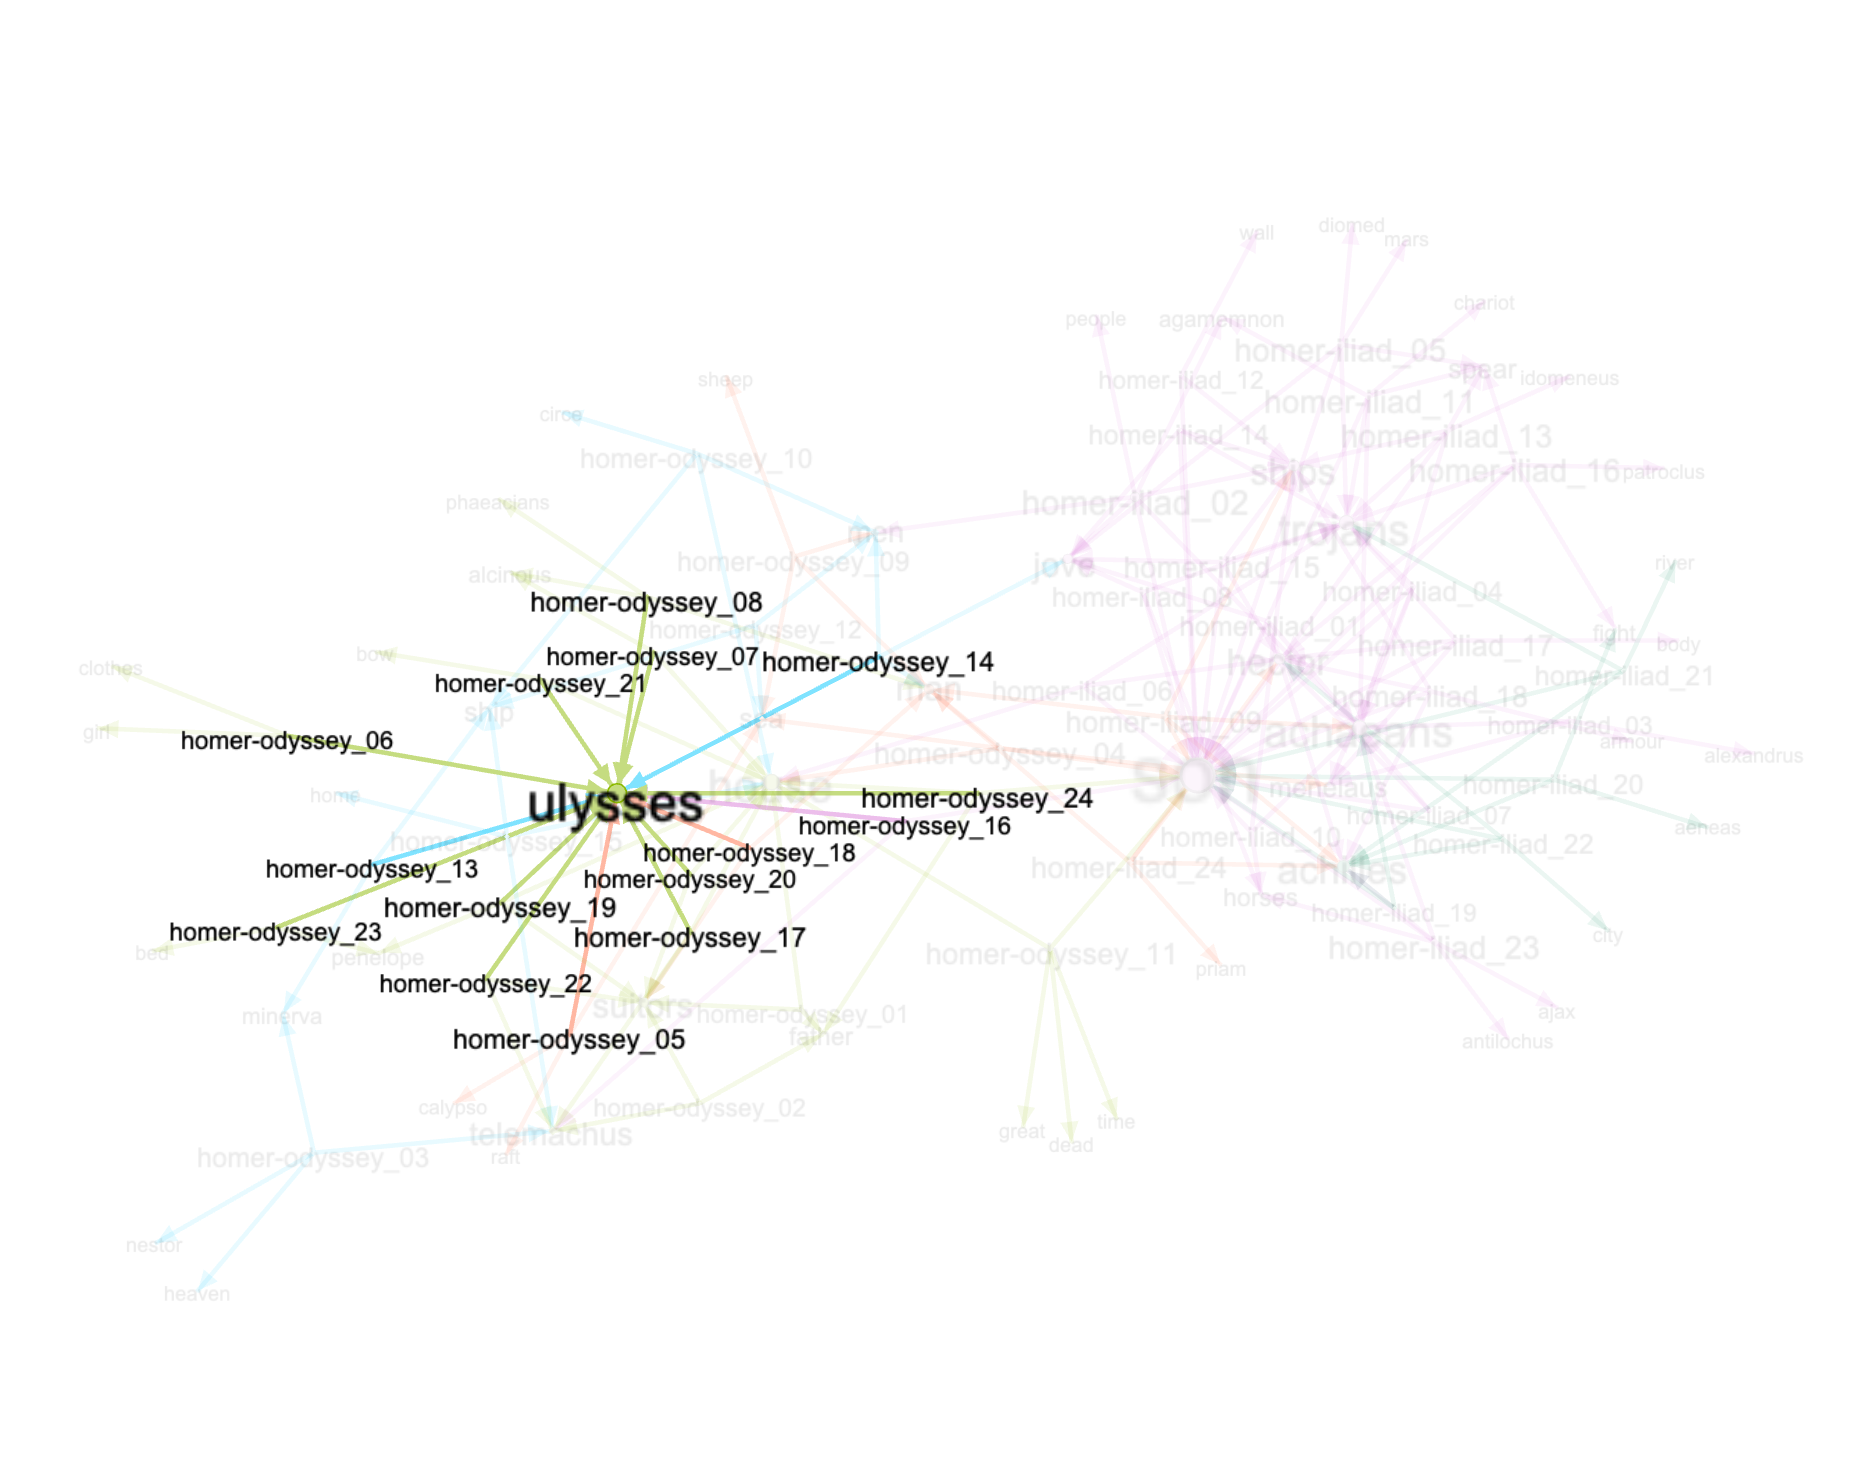 wall
diomed
mars
chariot
people
agamemnon
homer-iliad_05
spear
homer-iliad_12
idomeneus
sheep
homer-iliad_11
circe
homer-iliad_14
homer-iliad_13
homer-odyssey_10
ships
homer-iliad_16
patroclus
phaeacians
homer-iliad_02
men
trojans
homer-odyssey_09
jove
homer-iliad_15
river
alcinous
homer-iliad_04
homer-iliad_08
homer-odyssey_08
homer-odyssey_12
homer-iliad_01
fight
bow
homer-odyssey_07
homer-odyssey_14
hector
homer-iliad_17
body
clothes
homer-odyssey_21
man
homer-iliad_06
homer-iliad_18
homer-iliad_21
ship
sea
homer-iliad_09
homer-iliad_03
girl
homer-odyssey_06
homer-odyssey_04
achaeans
armour
alexandrus
home
ulysses
house
son
menelaus
homer-iliad_20
homer-odyssey_24
homer-odyssey_16
homer-iliad_07
aeneas
homer-odyssey_15
homer-odyssey_18
homer-iliad_10
homer-iliad_22
homer-odyssey_13
homer-odyssey_20
homer-iliad_24
achilles
homer-odyssey_19
horses
homer-iliad_19
homer-odyssey_23
homer-odyssey_17
city
bed
penelope
homer-odyssey_11
homer-iliad_23
priam
homer-odyssey_22
suitors
homer-odyssey_01
minerva
father
ajax
homer-odyssey_05
antilochus
calypso
homer-odyssey_02
telemachus
great
time
dead
homer-odyssey_03
raft
nestor
heaven